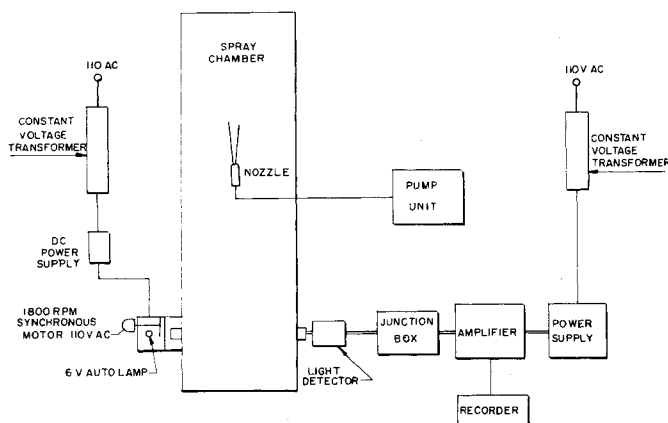 SPRAY
CHAMBER
110 AC
CONSTANT
VOLTAGE
TRANSFORMER
NOZZLE
PUMP
UNIT
110V AC
CONSTANT
VOLTAGE
TRANSFORMER
DC
POWER
SUPPLY
1800 RPM
SYNCHRONOUS
MOTOR 110V AC
6 V AUTO LAMP
LIGHT
DETECTOR
JUNCTION
BOX
AMPLIFIER
POWER
SUPPLY
RECORDER